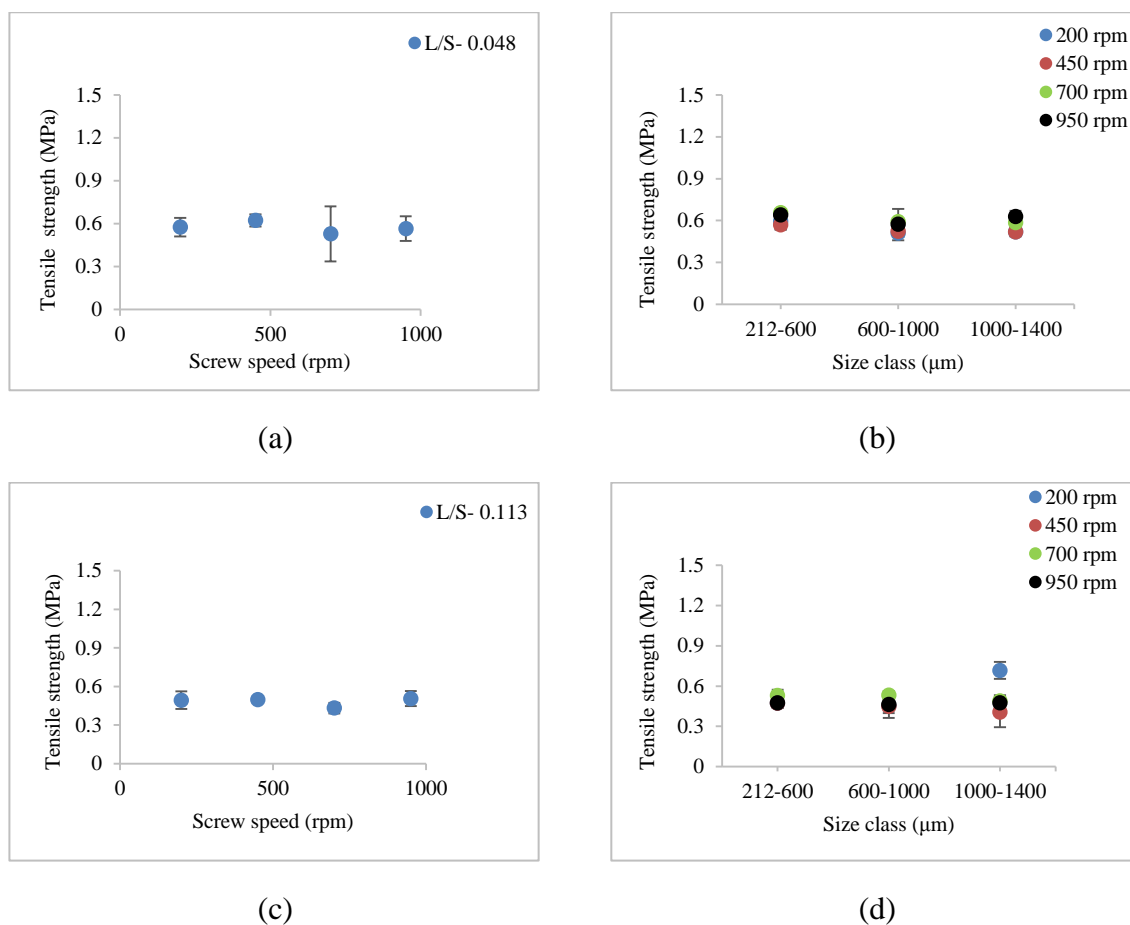 L/S- 0.048
Tensile strength (MPa)
1.5
1.2
0.9
0.6
0.3
0
0 500 1000
Screw speed (rpm)
(a)
200 rpm
450 rpm
700 rpm
950 rpm
Tensile strength (MPa)
1.5
1.2
0.9
0.6
0.3
0
212-600 600-1000 1000-1400
Size class (μm)
(b)
L/S- 0.113
Tensile strength (MPa)
1.5
1.2
0.9
0.6
0.3
0
0 500 1000
Screw speed (rpm)
(c)
200 rpm
450 rpm
700 rpm
950 rpm
Tensile strength (MPa)
1.5
1.2
0.9
0.6
0.3
0
212-600 600-1000 1000-1400
Size class (μm)
(d)